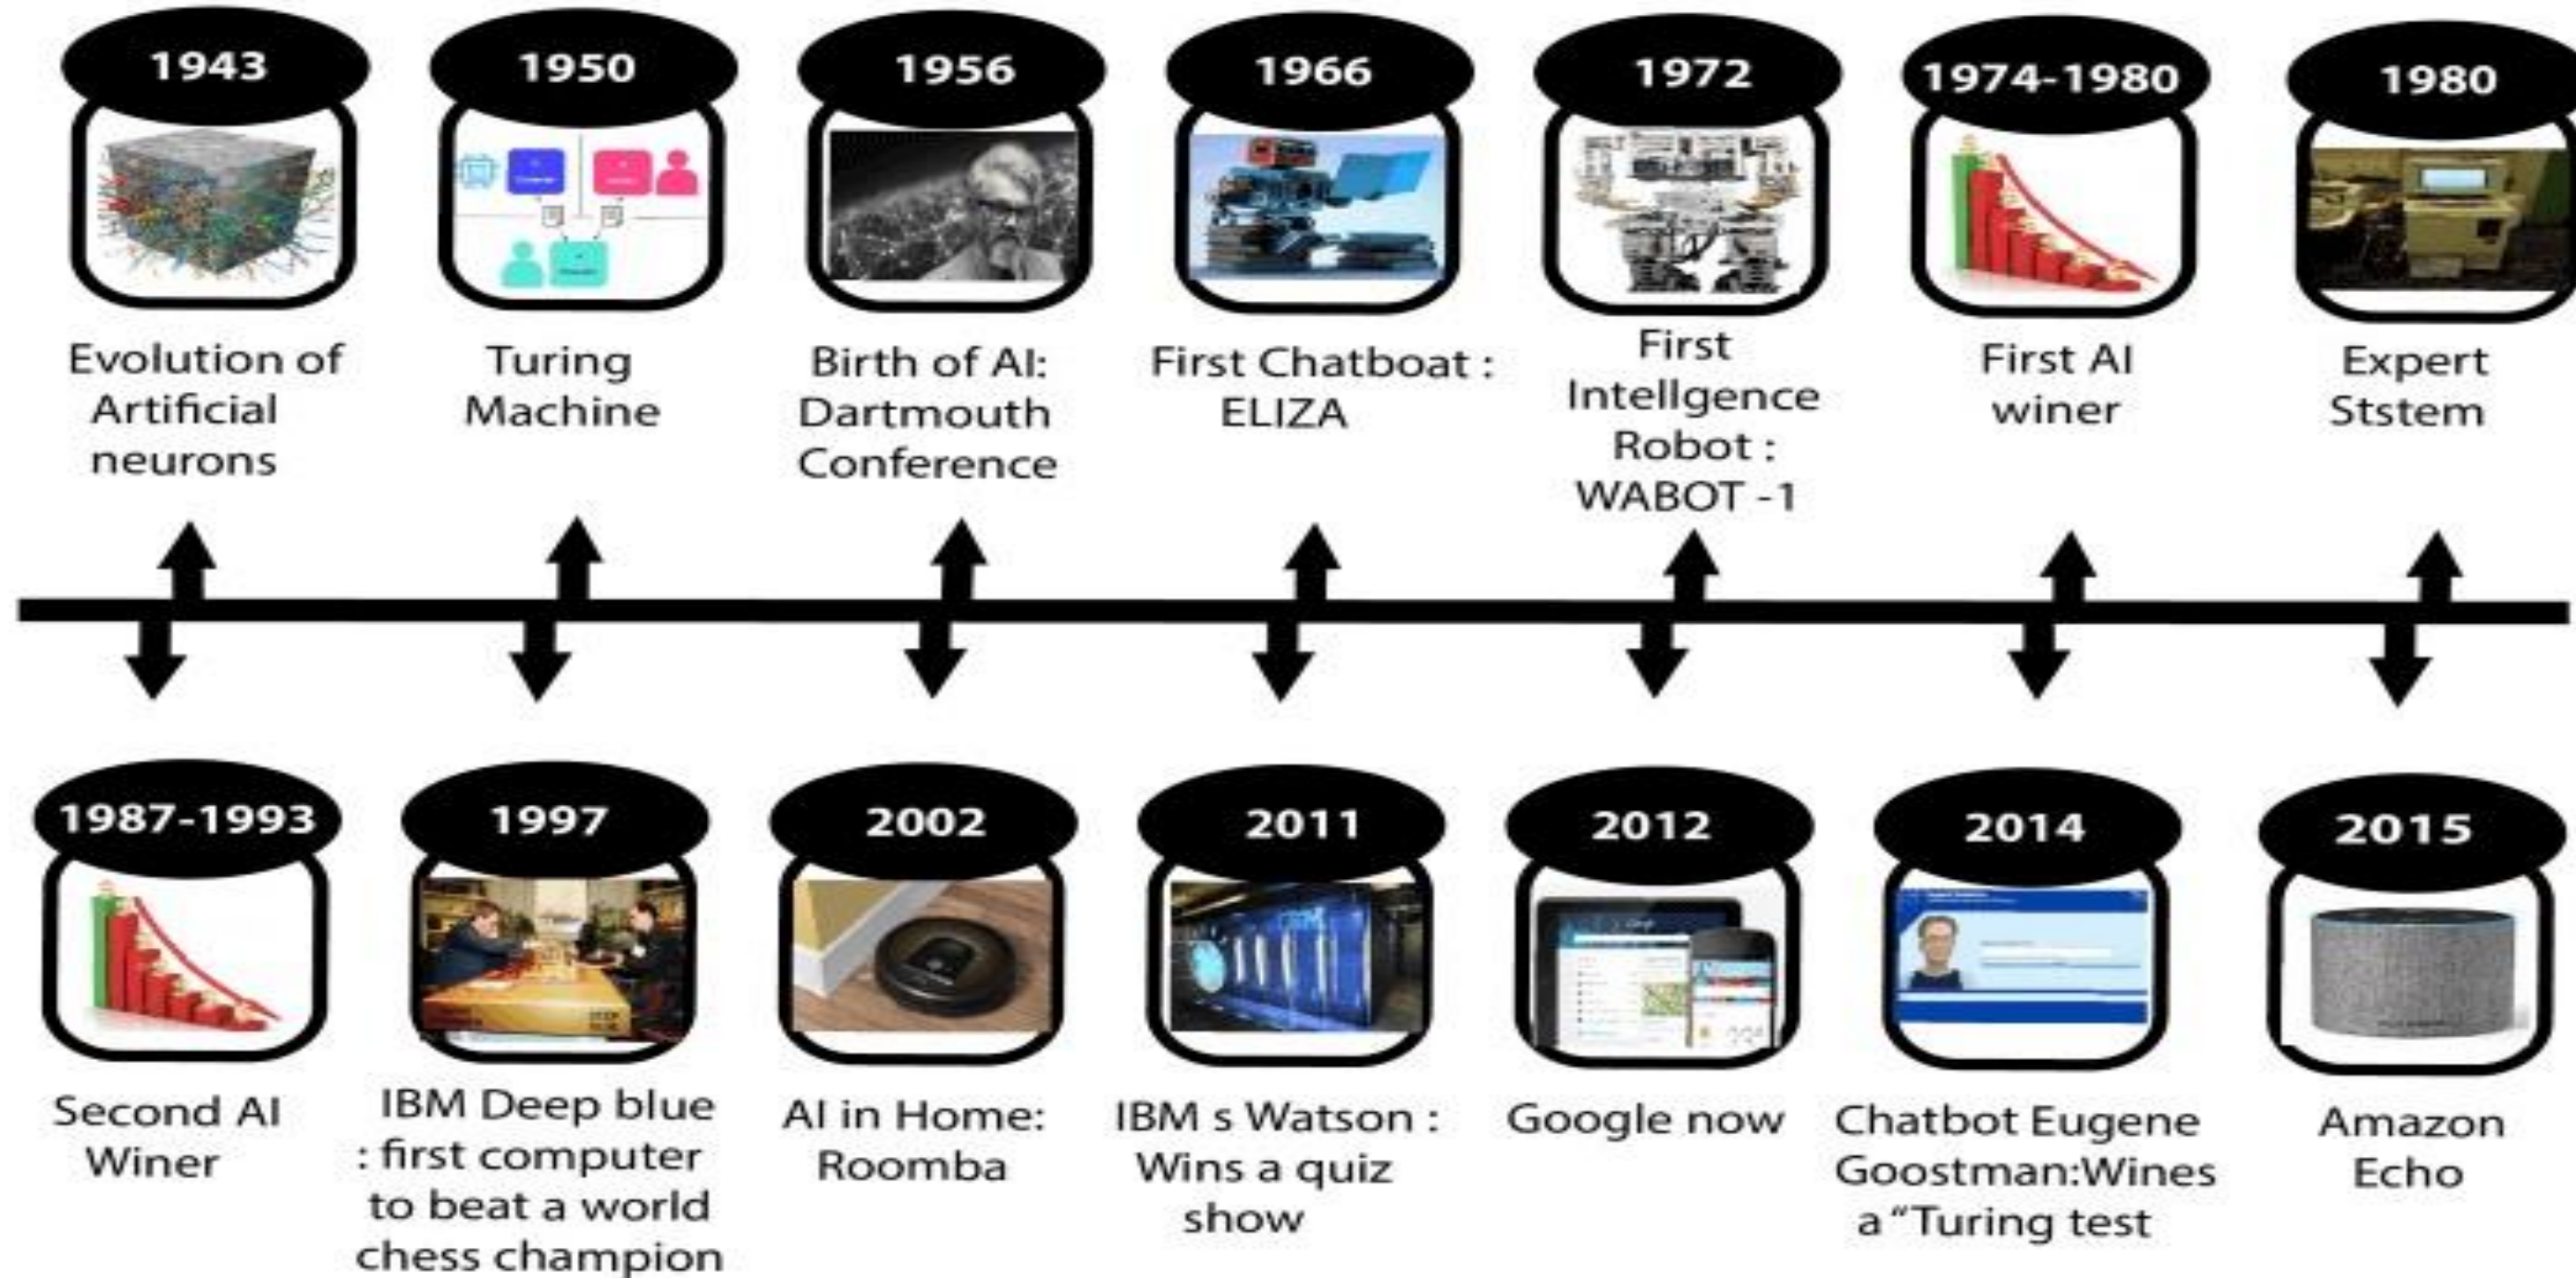 1943
Evolution of
Artificial
neurons
1950
Turing
Machine
1956
Birth of AI:
Dartmouth
Conference
1966
First Chatboat :
ELIZA
1972
First
Intellgence
Robot :
WABOT -1
1974-1980
First AI
winer
1980
Expert
Ststem
1987-1993
Second AI
Winer
1997
IBM Deep blue
: first computer
to beat a world
chess champion
2002
AI in Home:
Roomba
2011
IBM s Watson :
Wins a quiz
show
2012
Google now
2014
Chatbot Eugene
Goostman:Wines
a “Turing test
2015
Amazon
Echo